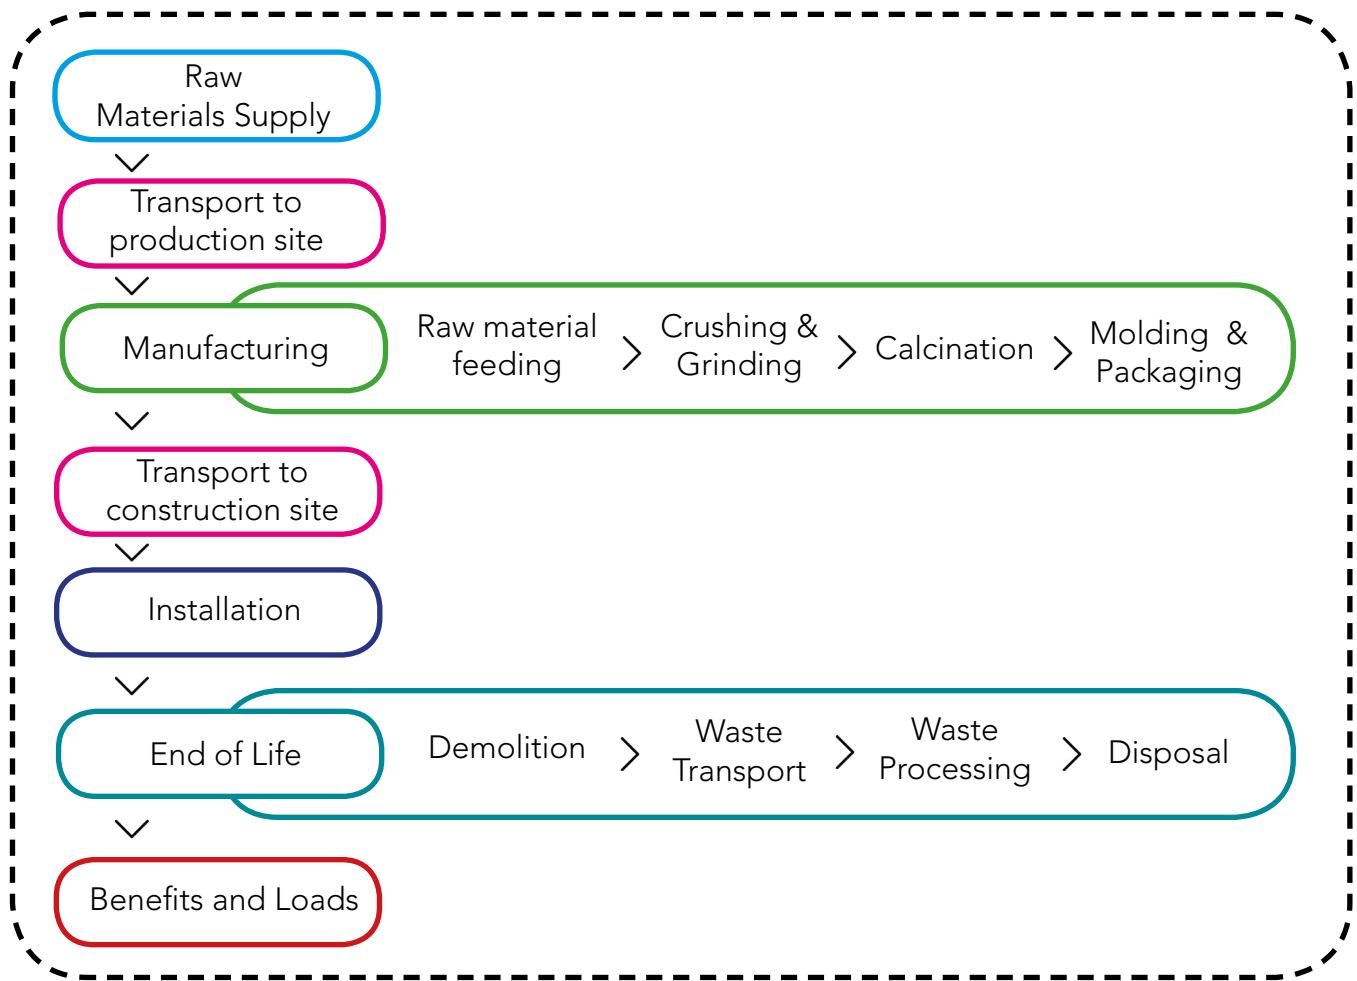 Raw
Materials Supply
Transport to
production site
Manufacturing
Raw material
feeding
Crushing &
Grinding
Calcination
Molding &
Packaging
Transport to
construction site
Installation
End of Life
Demolition
Waste
Transport
Waste
Processing
Disposal
Benefits and Loads